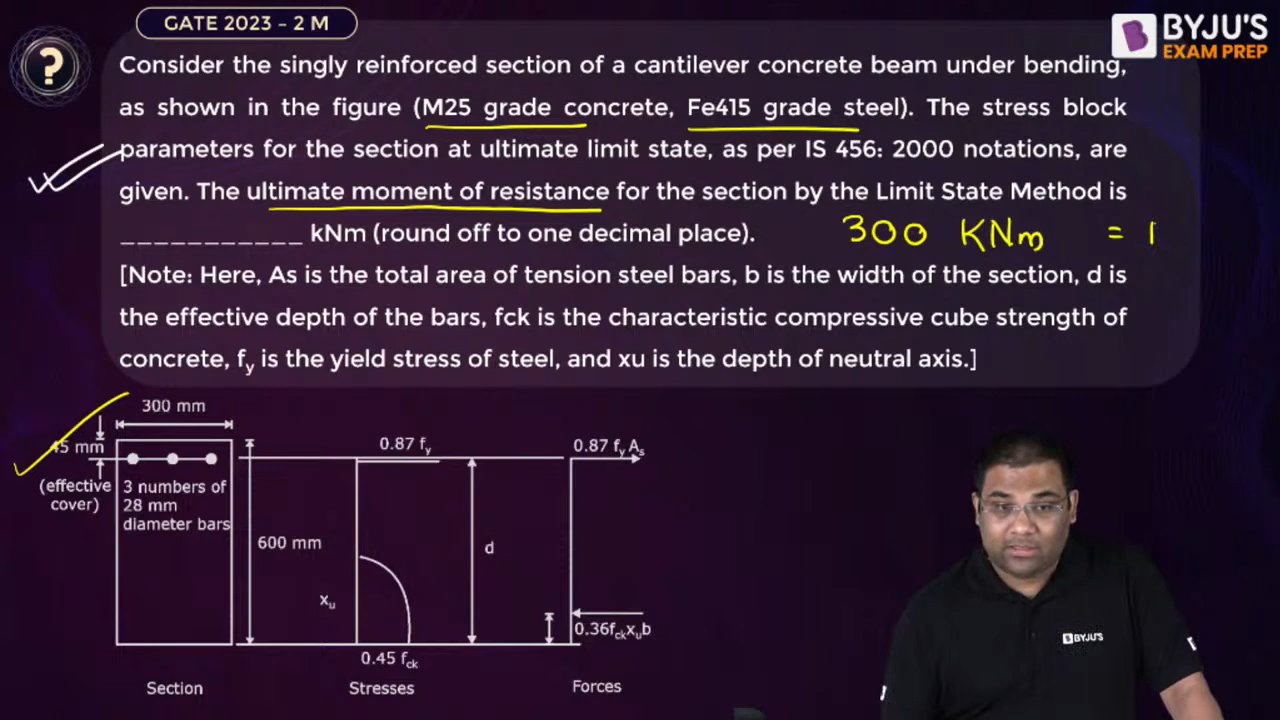 GATE 2023 – 2 M
BYJU'S
EXAM PREP
?
Consider the singly reinforced section of a cantilever concrete beam under bending,
as shown in the figure (M25 grade concrete, Fe415 grade steel). The stress block
parameters for the section at ultimate limit state, as per IS 456: 2000 notations, are
given. The ultimate moment of resistance for the section by the Limit State Method is
____________ kNm (round off to one decimal place).
300 KNm = 1
[Note: Here, As is the total area of tension steel bars, b is the width of the section, d is
the effective depth of the bars, fck is the characteristic compressive cube strength of
concrete, fy is the yield stress of steel, and xu is the depth of neutral axis.]
300 mm
45 mm
(effective
cover)
3 numbers of
28 mm
diameter bars
600 mm
0.87 fy
xu
0.45 fck
d
0.87 fy As
0.36fckxub
Section
Stresses
Forces
BYJU'S